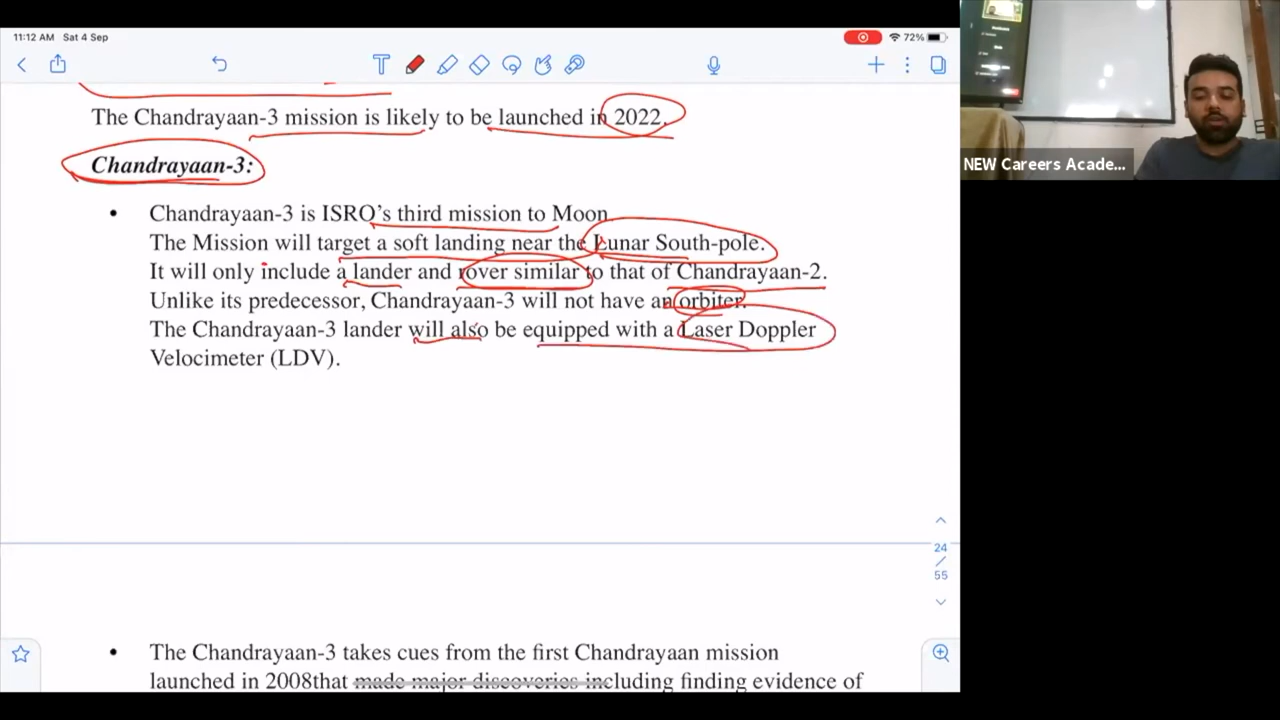 11:12 AM Sat 4 Sep
72%
The Chandrayaan-3 mission is likely to be launched in 2022.
Chandrayaan-3:
• Chandrayaan-3 is ISRO's third mission to Moon.
The Mission will target a soft landing near the Lunar South-pole.
It will only include a lander and rover similar to that of Chandrayaan-2.
Unlike its predecessor, Chandrayaan-3 will not have an orbiter.
The Chandrayaan-3 lander will also be equipped with a Laser Doppler
Velocimeter (LDV).
24
/
55
• The Chandrayaan-3 takes cues from the first Chandrayaan mission
launched in 2008that made major discoveries including finding evidence of
NEW Careers Acade...